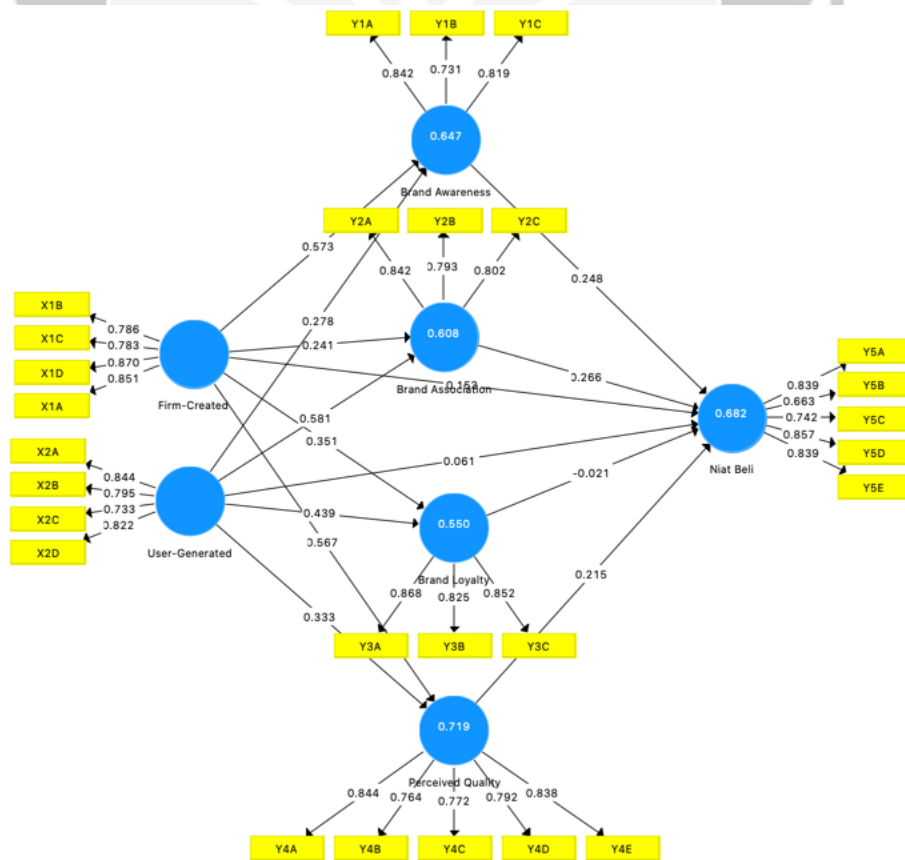 Y1A Y1B Y1C
0.842 0.731 0.819
0.647
Brand Awareness
Y2A Y2B Y2C
0.573
0.842 0.793 0.802
0.248
X1B
0.786
X1C
0.783
X1D
0.870
X1A
0.851
Firm-Created
0.278
0.241
0.608
Brand Association
0.153
0.266
Y5A
0.839
Y5B
0.663
Y5C
0.742
Y5D
0.857
Y5E
0.839
0.682
Niat Beli
0.581
0.351
0.061
-0.021
X2A
0.844
X2B
0.795
X2C
0.733
X2D
0.822
User-Generated
0.439
0.567
0.550
Brand Loyalty
0.215
0.333
0.868 0.825 0.852
Y3A Y3B Y3C
0.719
Perceived Quality
0.844 0.764 0.772 0.792 0.838
Y4A Y4B Y4C Y4D Y4E